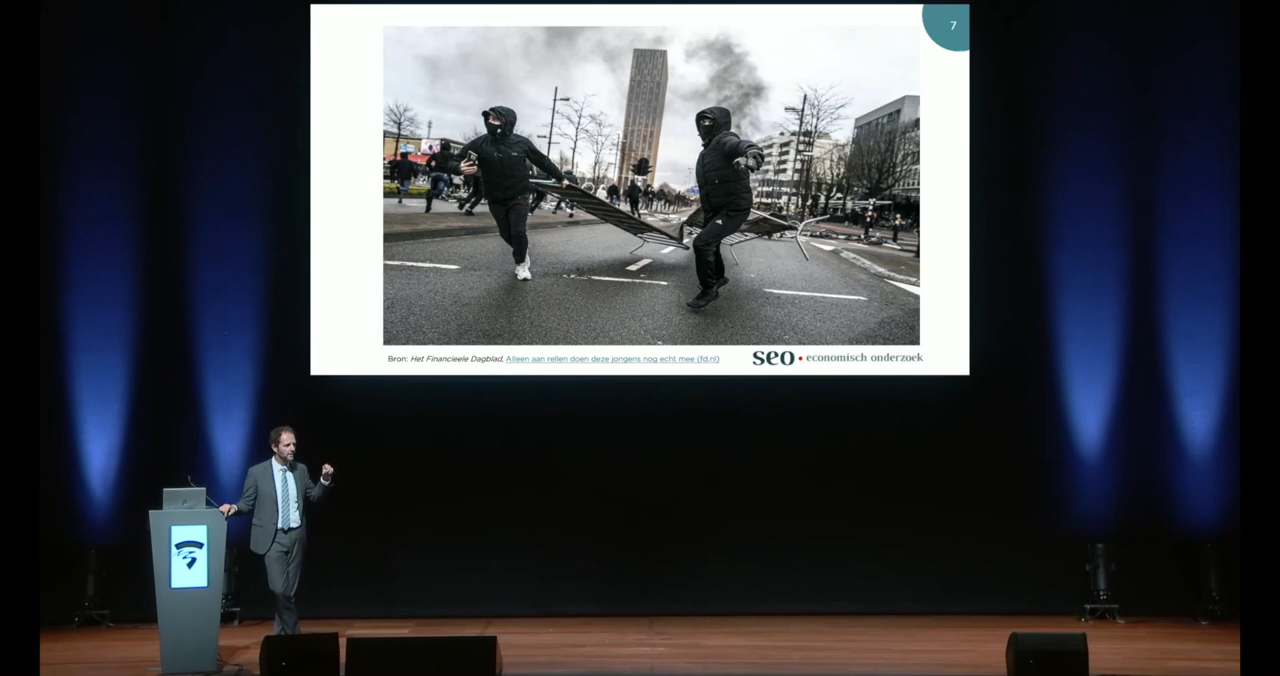 7
Bron: Het Financieele Dagblad, Alleen aan rellen doen deze jongens nog echt mee (fd.nl)
seo • economisch onderzoek